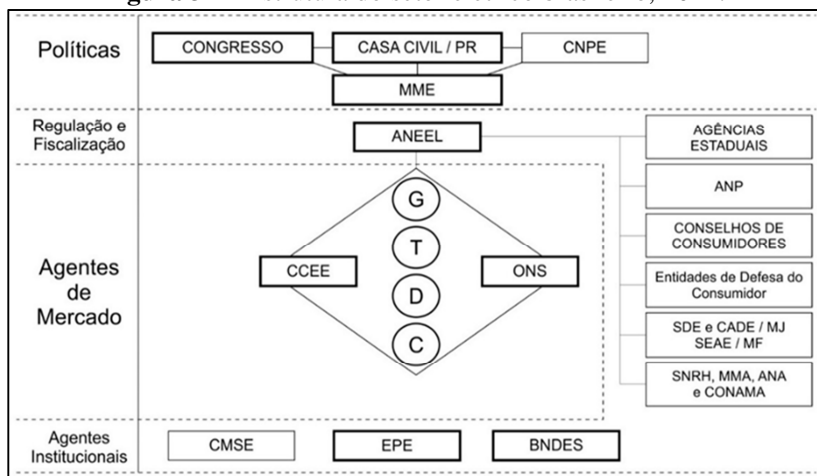 Políticas
CONGRESSO
CASA CIVIL / PR
CNPE
MME
Regulação e
Fiscalização
ANEEL
AGÊNCIAS
ESTADUAIS
ANP
CONSELHOS DE
CONSUMIDORES
Entidades de Defesa do
Consumidor
SDE e CADE / MJ
SEAE / MF
SNRH, MMA, ANA
e CONAMA
Agentes
de
Mercado
G
T
D
C
CCEE
ONS
Agentes
Institucionais
CMSE
EPE
BNDES